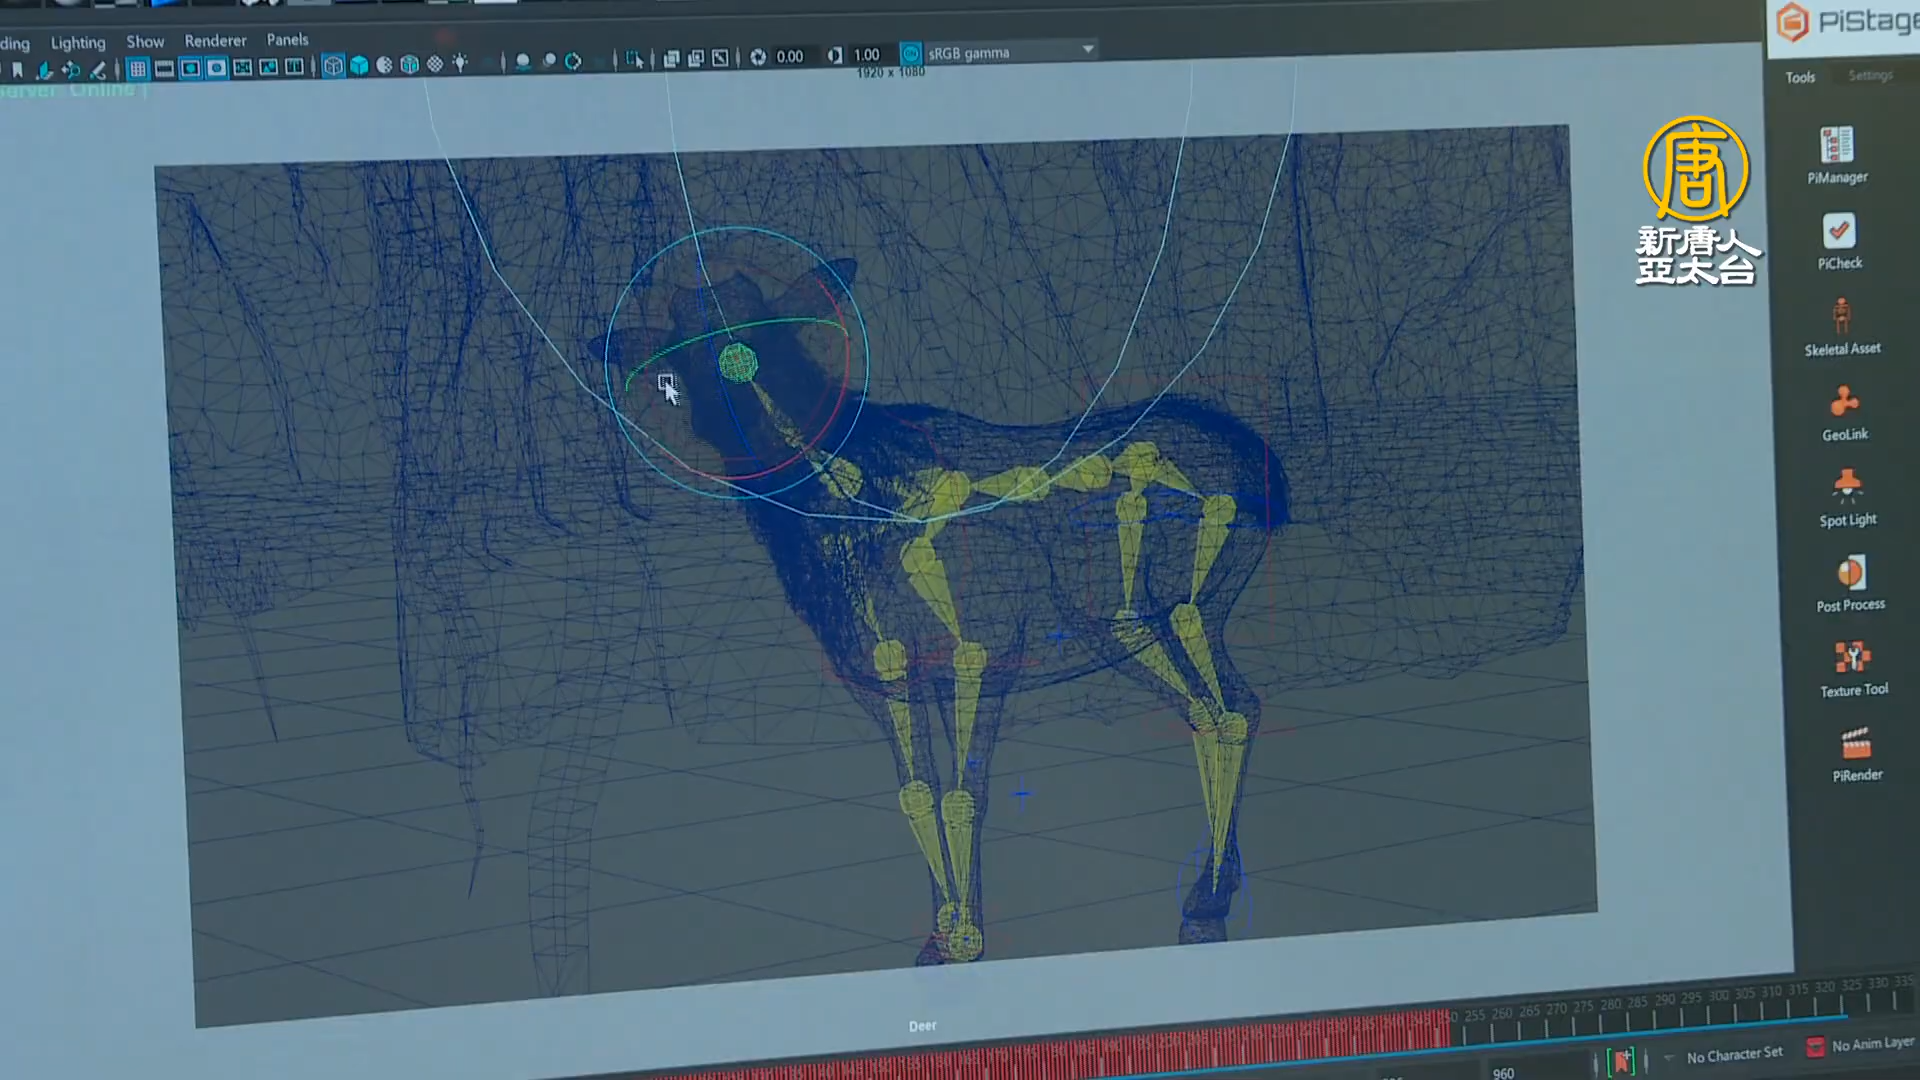 Lighting Show Renderer Panels
0.00 1.00 sRGB gamma
1920 x 1080
Server Online
PiStage
Tools Settings
PiManager
PiCheck
Skeletal Asset
GeoLink
Spot Light
Post Process
Texture Tool
PiRender
唐
新唐人
亞太台
Deer
255 260 265 270 275 280 285 290 295 300 305 310 315 320 325 330 335
960
No Character Set
No Anim Layer